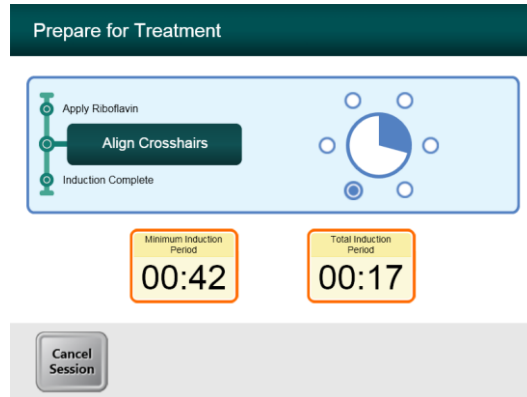 Prepare for Treatment
Apply Riboflavin
Align Crosshairs
Induction Complete
Minimum Induction
Period
00:42
Total Induction
Period
00:17
Cancel
Session